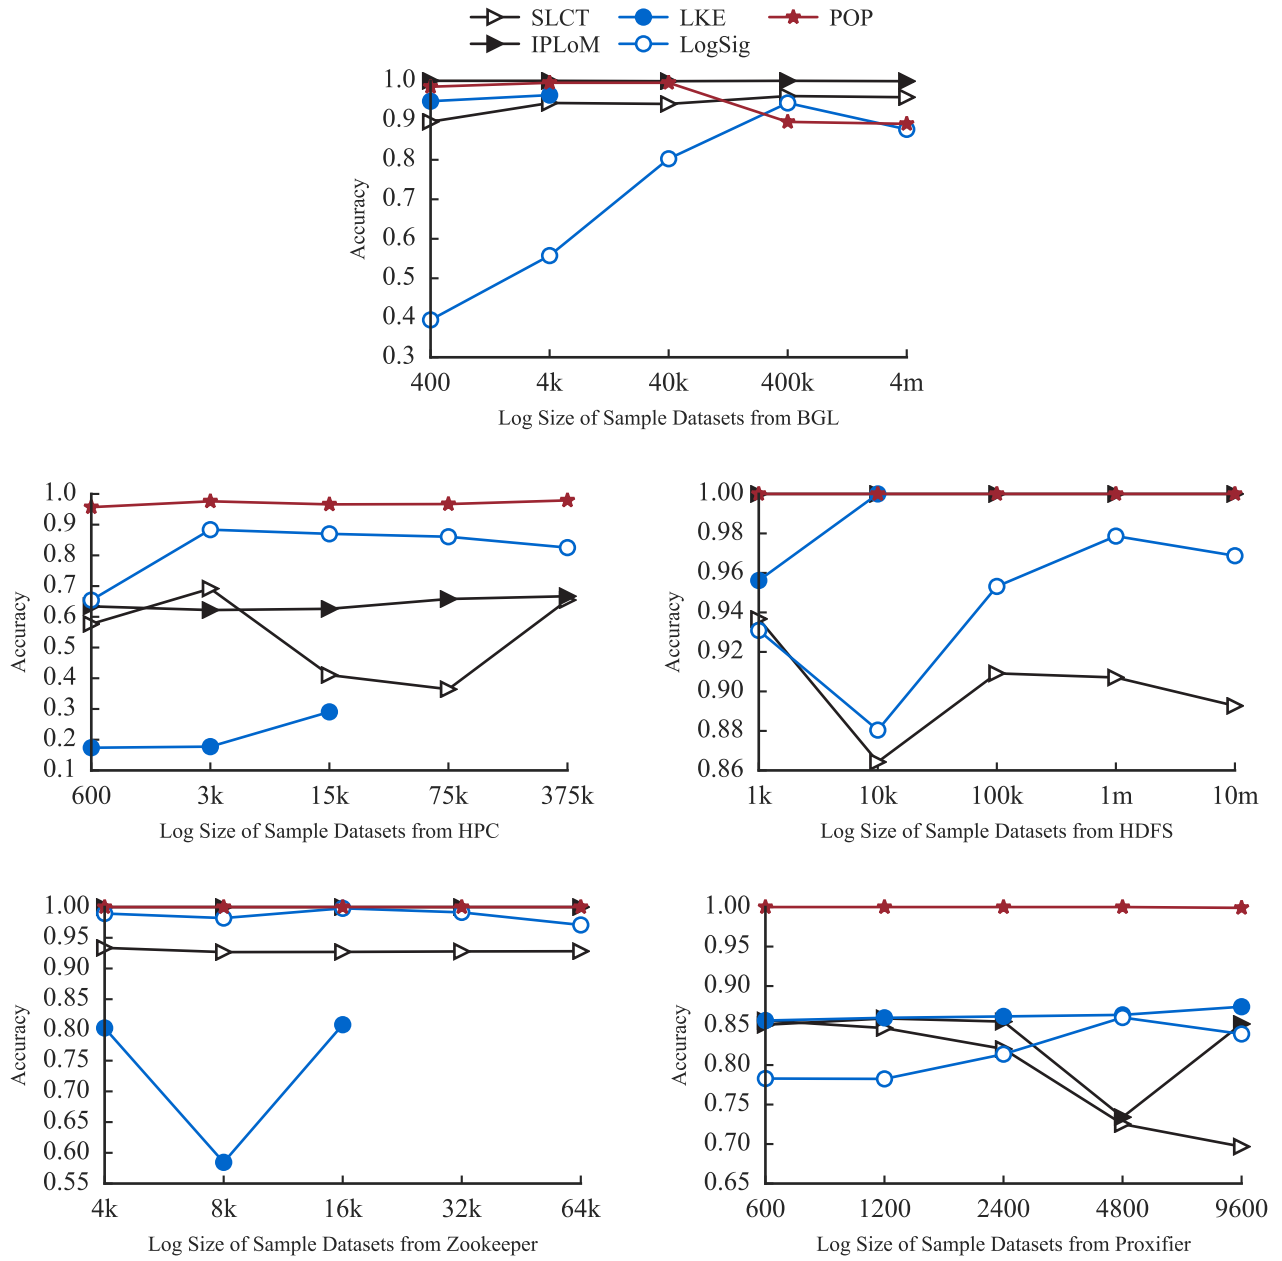 SLCT LKE POP
IPLoM LogSig
1.0
0.9
0.8
0.7
0.6
0.5
0.4
0.3
Accuracy
400 4k 40k 400k 4m
Log Size of Sample Datasets from BGL
1.0
0.9
0.8
0.7
0.6
0.5
0.4
0.3
0.2
0.1
Accuracy
600 3k 15k 75k 375k
Log Size of Sample Datasets from HPC
1.00
0.98
0.96
0.94
0.92
0.90
0.88
0.86
Accuracy
1k 10k 100k 1m 10m
Log Size of Sample Datasets from HDFS
1.00
0.95
0.90
0.85
0.80
0.75
0.70
0.65
0.60
0.55
Accuracy
4k 8k 16k 32k 64k
Log Size of Sample Datasets from Zookeeper
1.00
0.95
0.90
0.85
0.80
0.75
0.70
0.65
Accuracy
600 1200 2400 4800 9600
Log Size of Sample Datasets from Proxifier